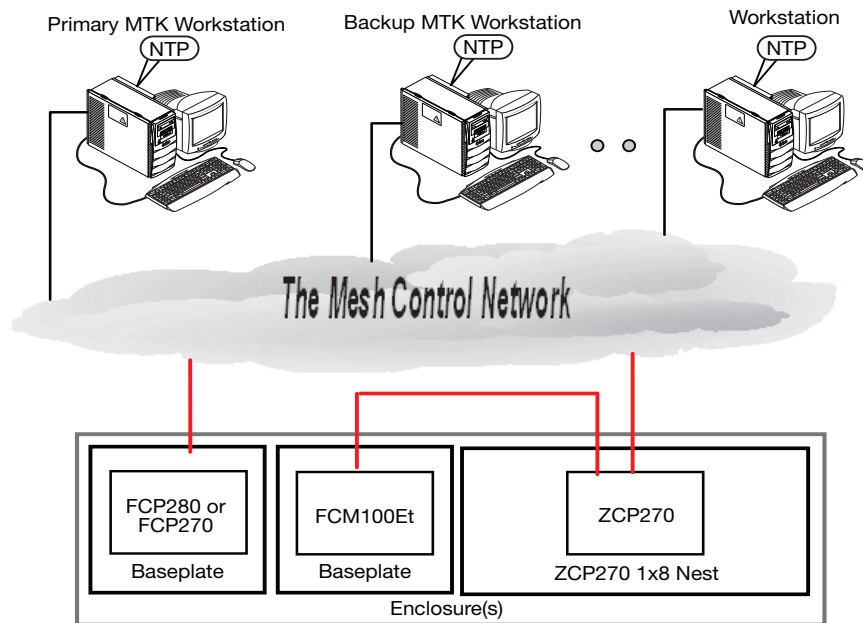 Primary MTK Workstation
NTP
Backup MTK Workstation
NTP
Workstation
NTP
The Mesh Control Network
FCP280 or
FCP270
Baseplate
FCM100Et
Baseplate
ZCP270
ZCP270 1x8 Nest
Enclosure(s)